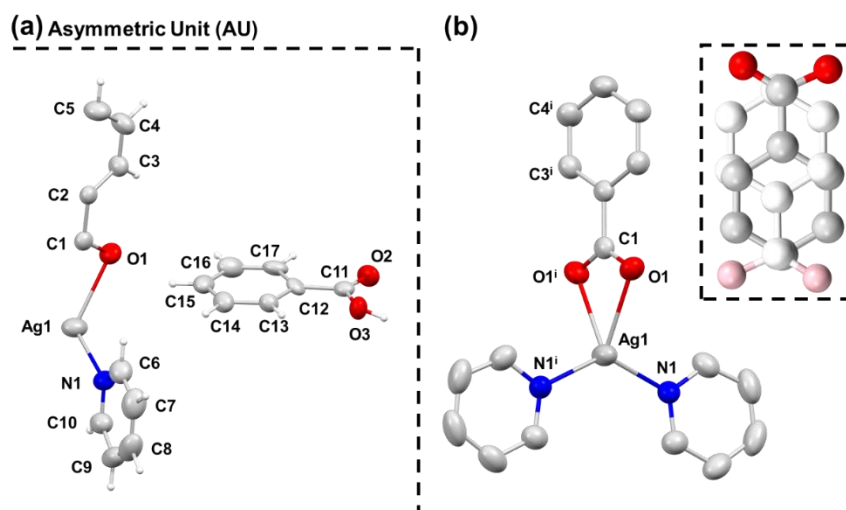 (a) Asymmetric Unit (AU)
C5
C4
C3
C2
C1
O1
C17
C16
O2
C11
C15
C12
O3
C14
C13
Ag1
N1
C6
C7
C10
C8
C9
(b)
C4ⁱ
C3ⁱ
C1
O1ⁱ
O1
Ag1
N1ⁱ
N1